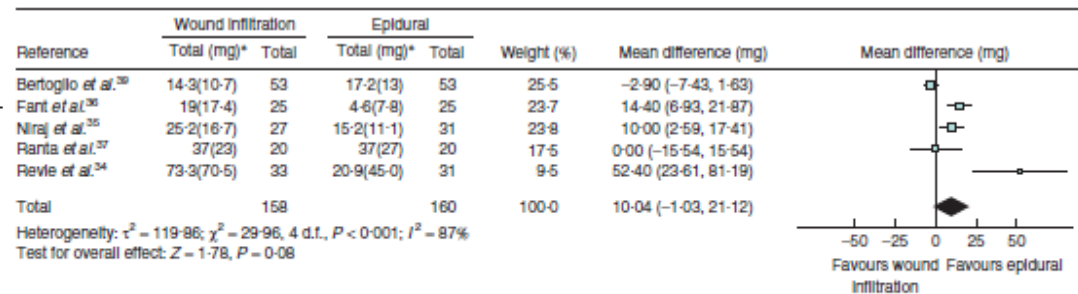 Wound infiltration Epidural
Reference Total (mg)* Total Total (mg)* Total Weight (%) Mean difference (mg) Mean difference (mg)
Bertoglio et al.³⁹ 14·3(10·7) 53 17·2(13) 53 25·5 −2·90 (−7·43, 1·63)
Fant et al.³⁶ 19(17·4) 25 4·6(7·8) 25 23·7 14·40 (6·93, 21·87)
Niraj et al.³⁵ 25·2(16·7) 27 15·2(11·1) 31 23·8 10·00 (2·59, 17·41)
Ranta et al.³⁷ 37(23) 20 37(27) 20 17·5 0·00 (−15·54, 15·54)
Revie et al.³⁴ 73·3(70·5) 33 20·9(45·0) 31 9·5 52·40 (23·61, 81·19)
Total 158 160 100·0 10·04 (−1·03, 21·12)
Heterogeneity: τ² = 119·86; χ² = 29·96, 4 d.f., P < 0·001; I² = 87%
Test for overall effect: Z = 1·78, P = 0·08
−50 −25 0 25 50
Favours wound Favours epidural
infiltration